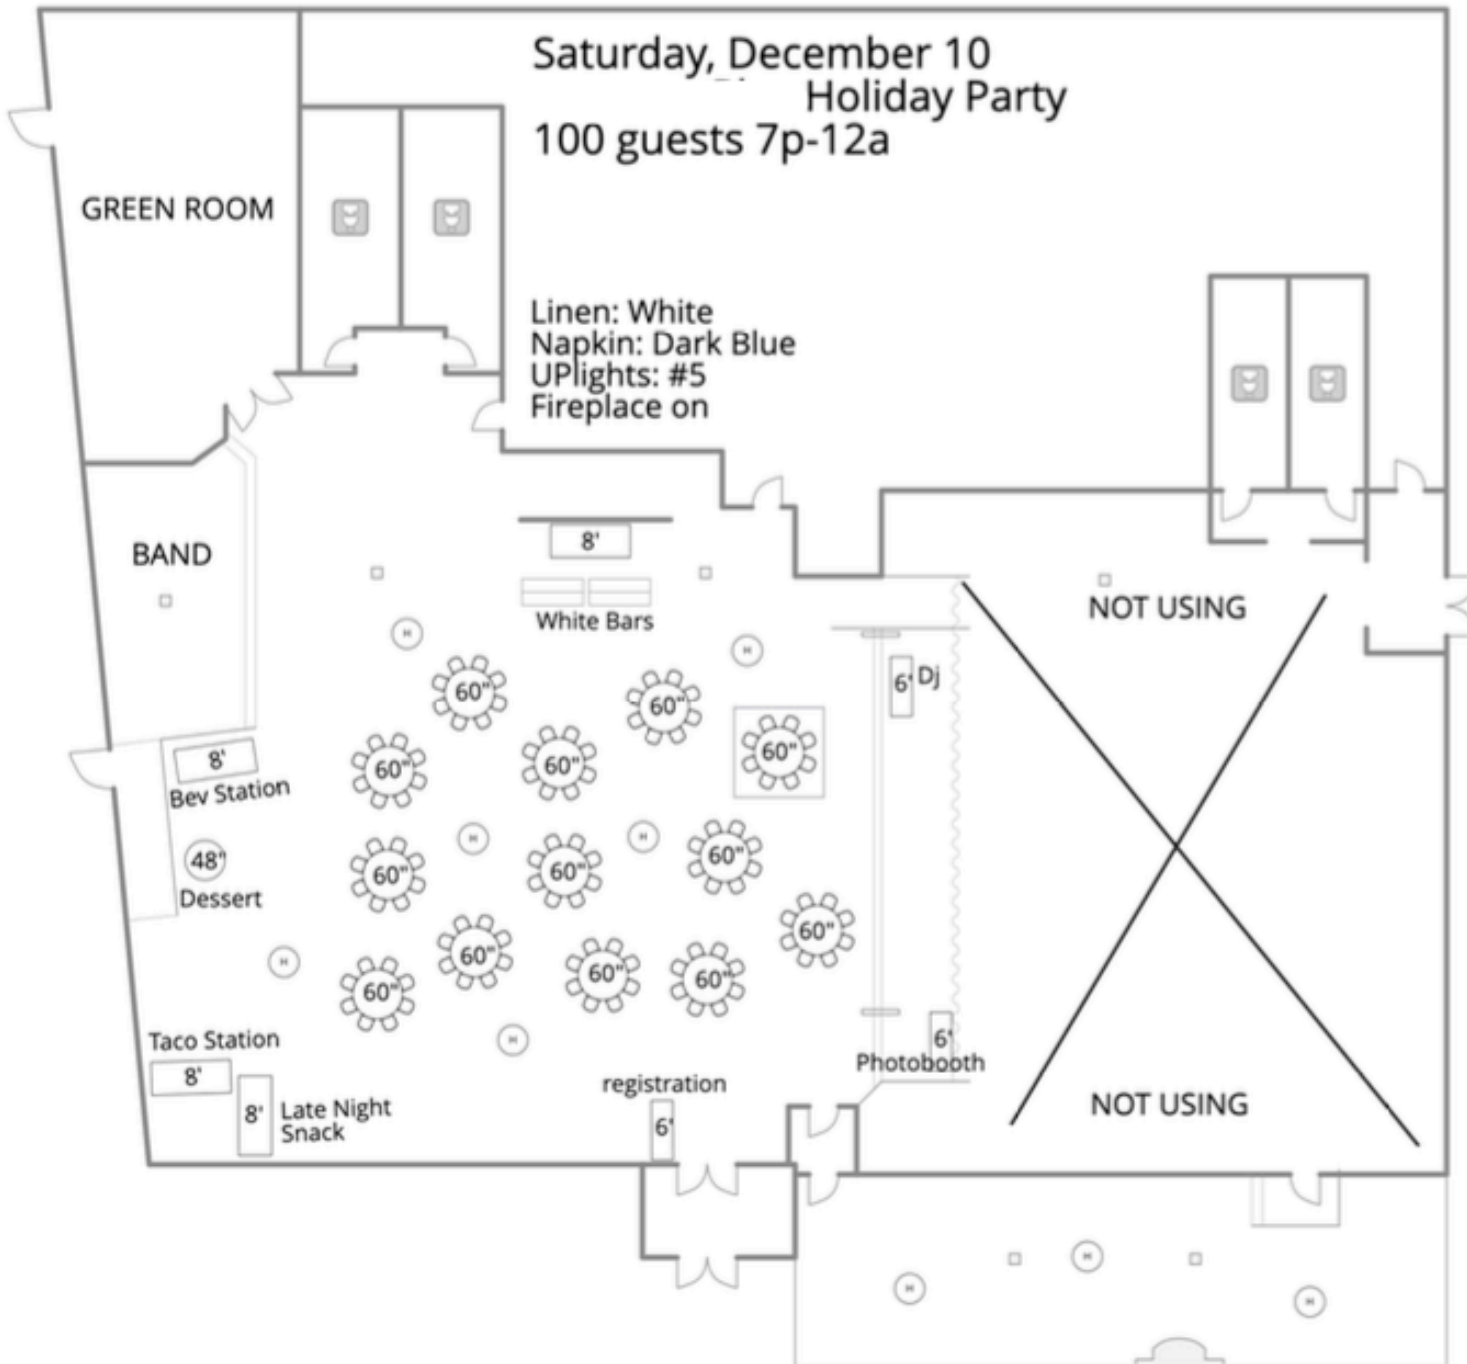 Saturday, December 10
Holiday Party
100 guests 7p-12a
GREEN ROOM
Linen: White
Napkin: Dark Blue
UPlights: #5
Fireplace on
BAND
8'
White Bars
NOT USING
H
H
6' Dj
60"
60"
60"
60"
60"
8'
Bev Station
H
H
48"
Dessert
60"
60"
60"
60"
H
60"
60"
60"
60"
H
Taco Station
8'
8'
Late Night
Snack
registration
6'
6'
Photobooth
NOT USING
H
H
H